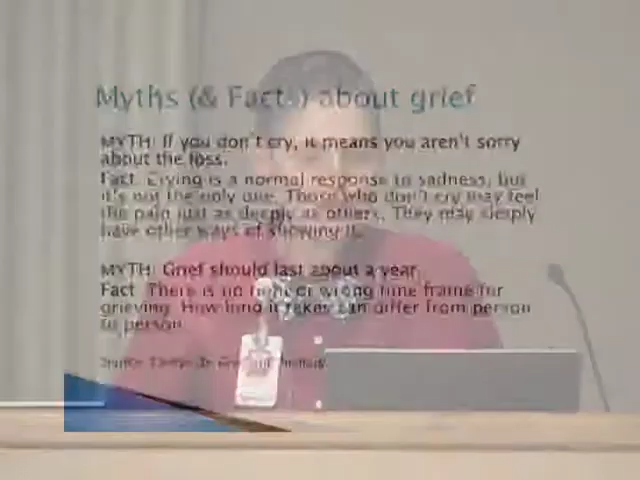 Myths (& Facts) about grief
MYTH: If you don't cry, it means you aren't sorry
about the loss.
Fact: Crying is a normal response to sadness, but
it's not the only one. Those who don't cry may feel
the pain just as deeply as others. They may simply
have other ways of showing it.
MYTH: Grief should last about a year.
Fact: There is no right or wrong time frame for
grieving. How long it takes can differ from person
to person.
Source: